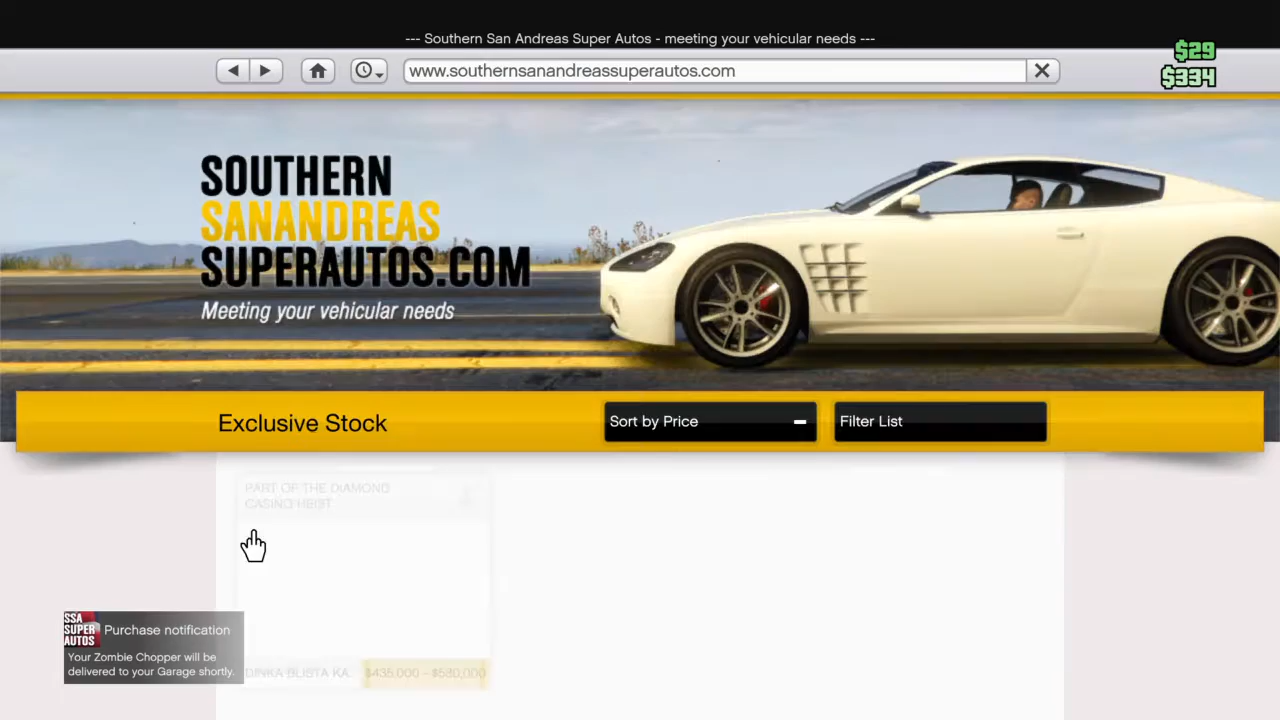 --- Southern San Andreas Super Autos - meeting your vehicular needs ---
www.southernsanandreassuperautos.com
$29
$334
SOUTHERN
SANANDREAS
SUPERAUTOS.COM
Meeting your vehicular needs
Exclusive Stock
Sort by Price
Filter List
PART OF THE DIAMOND
CASINO HEIST
SSA
SUPER
AUTOS
Purchase notification
Your Zombie Chopper will be
delivered to your Garage shortly.
DINKA BLISTA KA.. $435,000 - $580,000